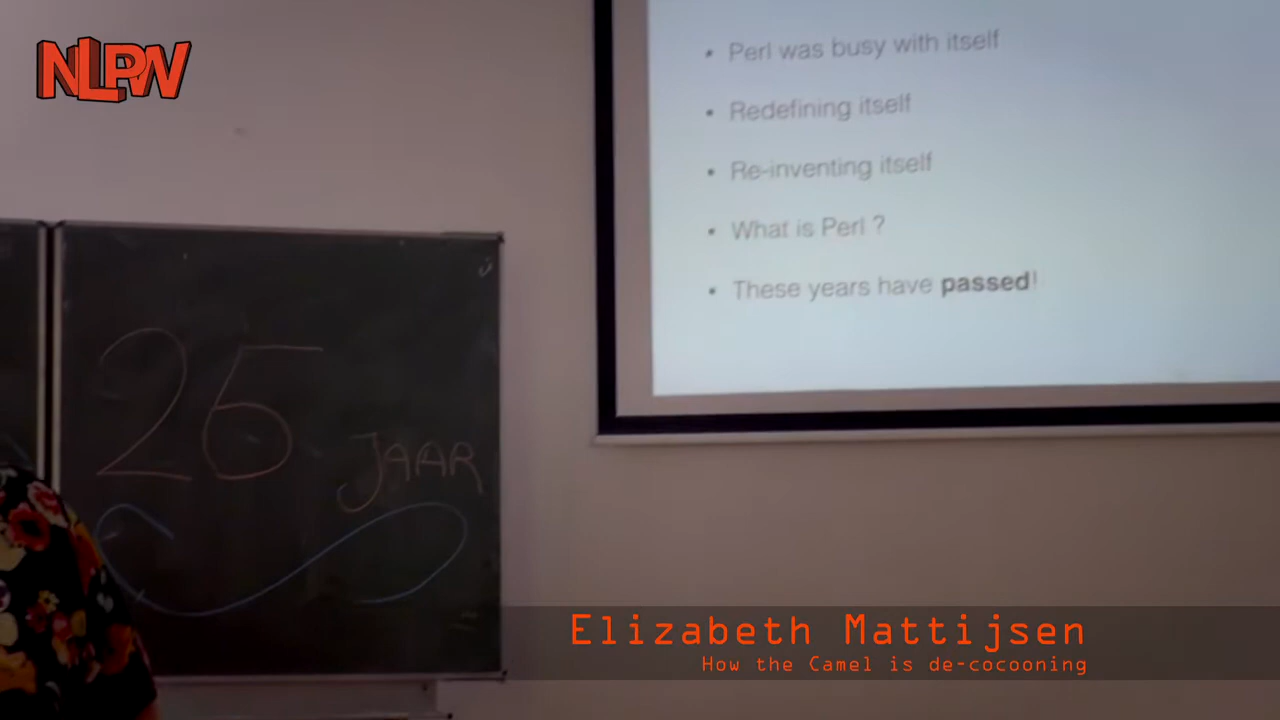 NLPW
Perl was busy with itself
Redefining itself
Re-inventing itself
What is Perl ?
These years have passed!
25
JAAR
Elizabeth Mattijsen
How the Camel is de-cocooning